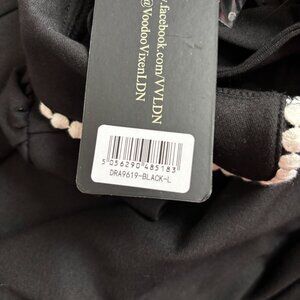 .facebook.com/VVLDN
@VoodooVixenLDN
5 056290 485183
DRA9619-BLACK-L